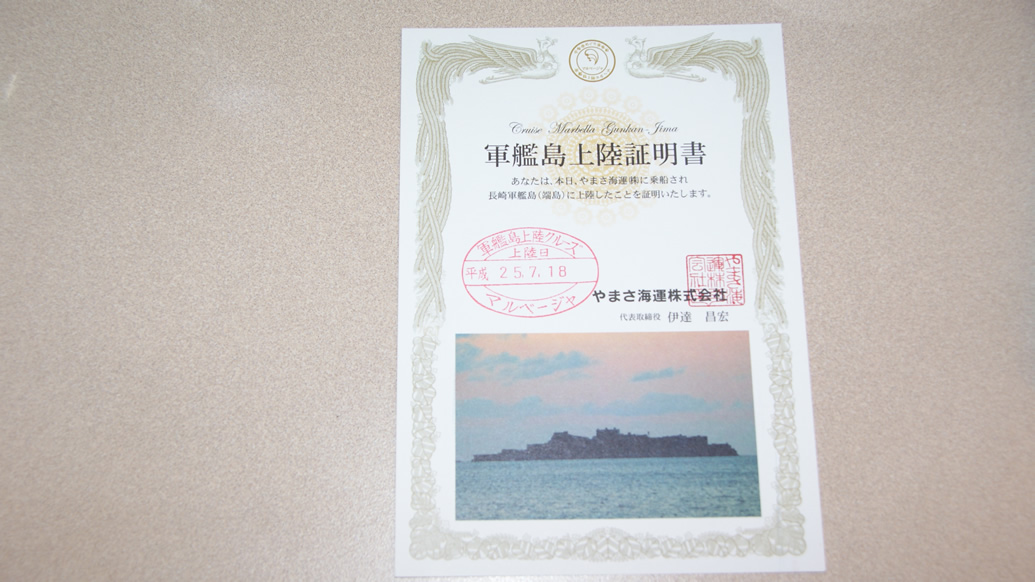 Cruise Marbella Gunkan-Jima
軍艦島上陸証明書
あなたは、本日、やまさ海運㈱に乗船され
長崎軍艦島(端島)に上陸したことを証明いたします。
軍艦島上陸クルーズ
上陸日
平成 25.7.18
マルベージャ
やまさ海運株式会社
代表取締役 伊達 昌宏